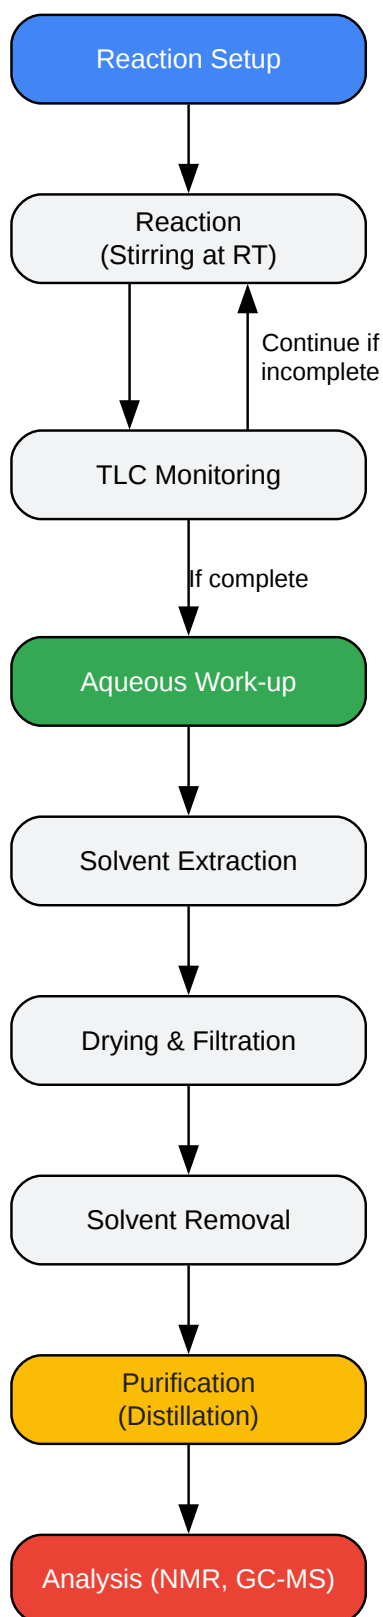 Reaction Setup
Reaction
(Stirring at RT)
Continue if
incomplete
TLC Monitoring
If complete
Aqueous Work-up
Solvent Extraction
Drying & Filtration
Solvent Removal
Purification
(Distillation)
Analysis (NMR, GC-MS)